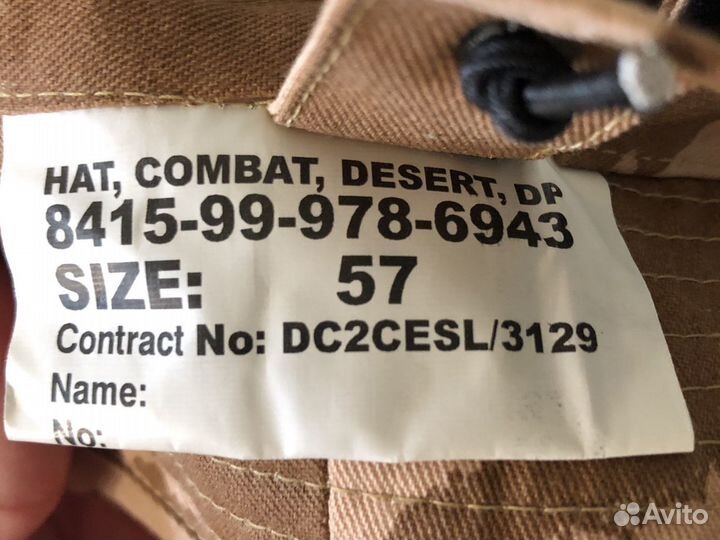 HAT, COMBAT, DESERT, DP
8415-99-978-6943
SIZE: 57
Contract No: DC2CESL/3129
Name:
No:
Avito